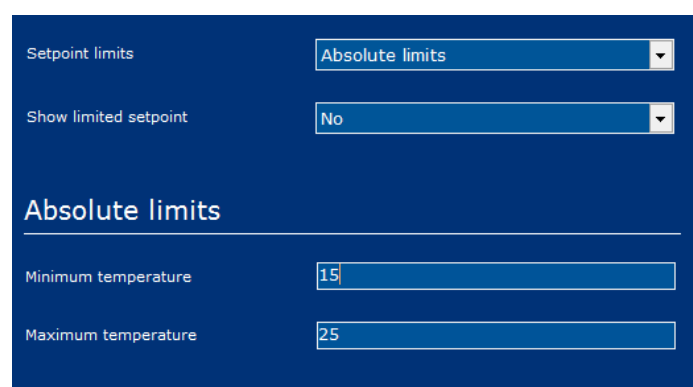 Setpoint limits
Absolute limits
Show limited setpoint
No
Absolute limits
Minimum temperature
15
Maximum temperature
25